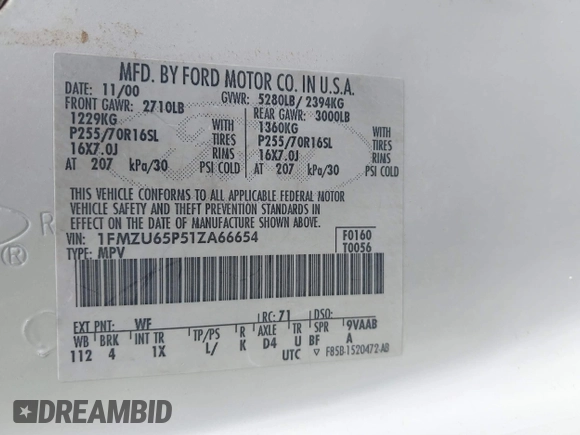 MFD. BY FORD MOTOR CO. IN U.S.A.
DATE: 11/00 GVWR: 5280LB/ 2394KG
FRONT GAWR: 2710LB REAR GAWR: 3000LB
1229KG WITH 1360KG WITH
P255/70R16SL TIRES P255/70R16SL TIRES
16X7.0J RIMS 16X7.0J RIMS
AT 207 kPa/30 PSI COLD AT 207 kPa/30 PSI COLD
THIS VEHICLE CONFORMS TO ALL APPLICABLE FEDERAL MOTOR
VEHICLE SAFETY AND THEFT PREVENTION STANDARDS IN
EFFECT ON THE DATE OF MANUFACTURE SHOWN ABOVE.
VIN: 1FMZU65P51ZA66654 F0160
TYPE: MPV T0056
EXT PNT: WF RC: 71 DSO:
WB BRK INT TR TP/PS R AXLE TR SPR 9VAAB
112 4 1X L/ K D4 U BF A
UTC F85B-1520472-AB
R
®
DREAMBID DREAMBID